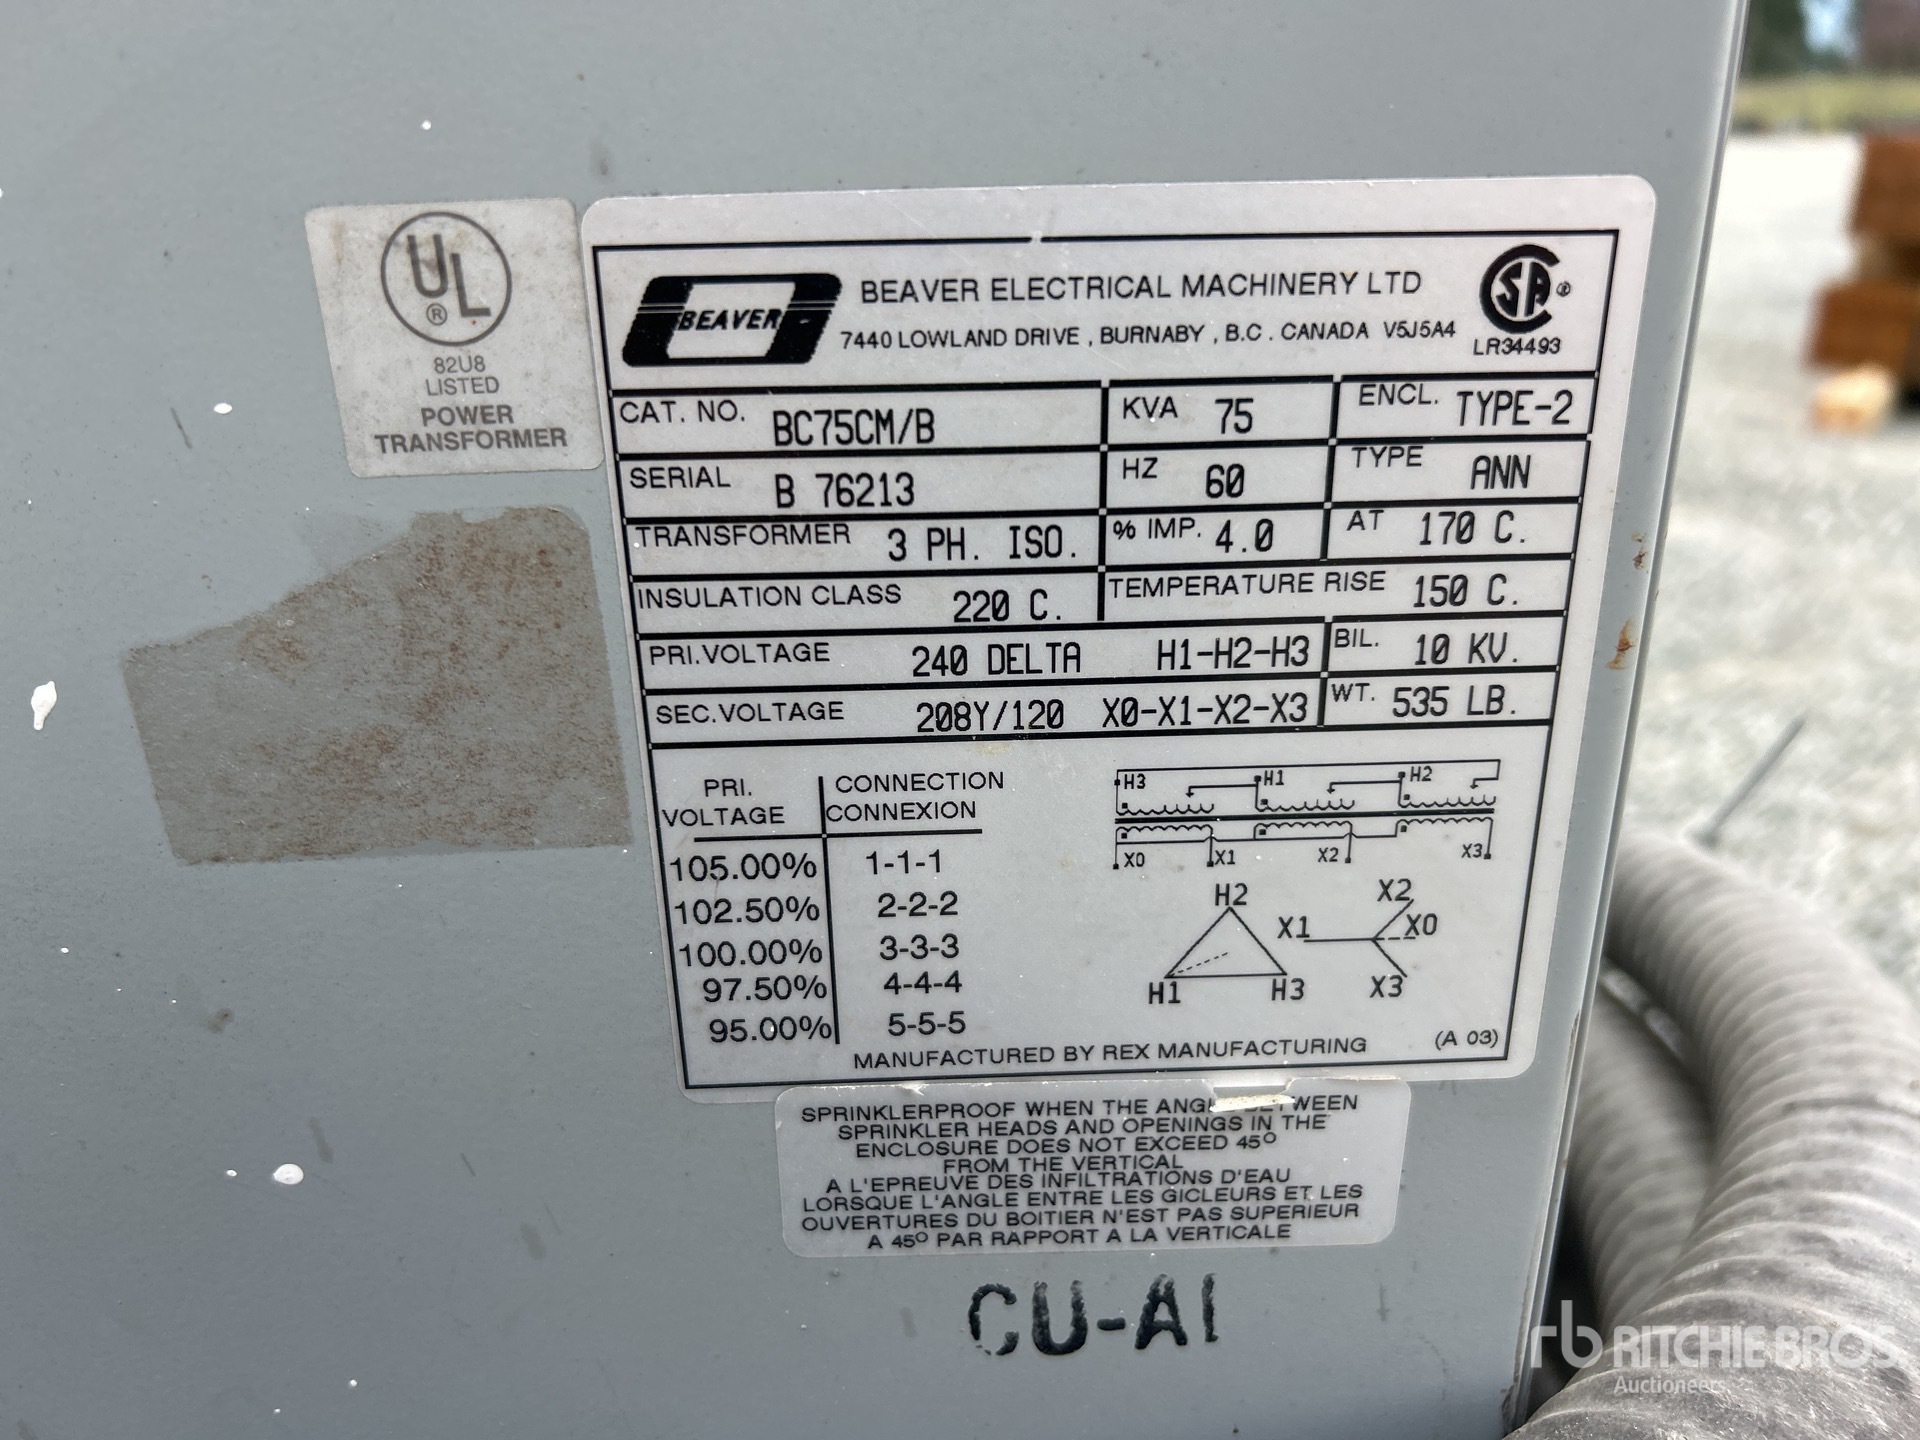 UL
®
82U8
LISTED
POWER
TRANSFORMER
BEAVER
BEAVER ELECTRICAL MACHINERY LTD
7440 LOWLAND DRIVE , BURNABY , B.C . CANADA V5J5A4
SA ®
LR34493
CAT. NO. BC75CM/B KVA 75 ENCL. TYPE-2
SERIAL B 76213 HZ 60 TYPE ANN
TRANSFORMER 3 PH. ISO. % IMP. 4.0 AT 170 C.
INSULATION CLASS 220 C. TEMPERATURE RISE 150 C.
PRI.VOLTAGE 240 DELTA H1-H2-H3 BIL. 10 KV.
SEC.VOLTAGE 208Y/120 X0-X1-X2-X3 WT. 535 LB.
PRI. VOLTAGE CONNECTION CONNEXION
105.00% 1-1-1
102.50% 2-2-2
100.00% 3-3-3
97.50% 4-4-4
95.00% 5-5-5
H3 H1 H2
X0 X1 X2 X3
H2
H1 H3
X2
X1 X0
X3
MANUFACTURED BY REX MANUFACTURING (A 03)
SPRINKLERPROOF WHEN THE ANGLE BETWEEN
SPRINKLER HEADS AND OPENINGS IN THE
ENCLOSURE DOES NOT EXCEED 45°
FROM THE VERTICAL
A L'EPREUVE DES INFILTRATIONS D'EAU
LORSQUE L'ANGLE ENTRE LES GICLEURS ET LES
OUVERTURES DU BOITIER N'EST PAS SUPERIEUR
A 45° PAR RAPPORT A LA VERTICALE
CU-Al
rb RITCHIE BROS
Auctioneers